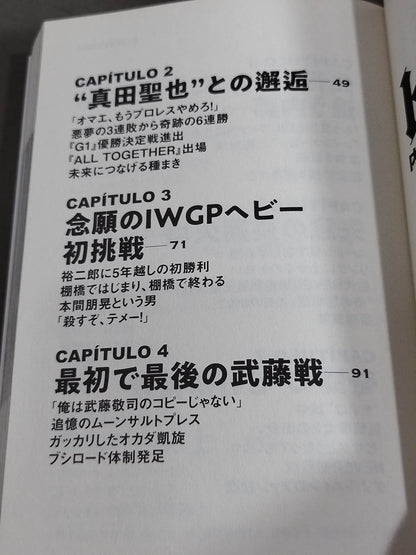 CAPÍTULO 2
“真田聖也”との邂逅 49
「オマエ、もうプロレスやめろ!」
悪夢の3連敗から奇跡の6連勝
『G1』優勝決定戦進出
『ALL TOGETHER』出場
未来につなげる種まき
CAPÍTULO 3
念願のIWGPヘビー
初挑戦 71
裕二郎に5年越しの初勝利
棚橋ではじまり、棚橋で終わる
本間朋晃という男
「殺すぞ、テメー!」
CAPÍTULO 4
最初で最後の武藤戦 91
「俺は武藤敬司のコピーじゃない」
追憶のムーンサルトプレス
ガッカリしたオカダ凱旋
ブシロード体制発足